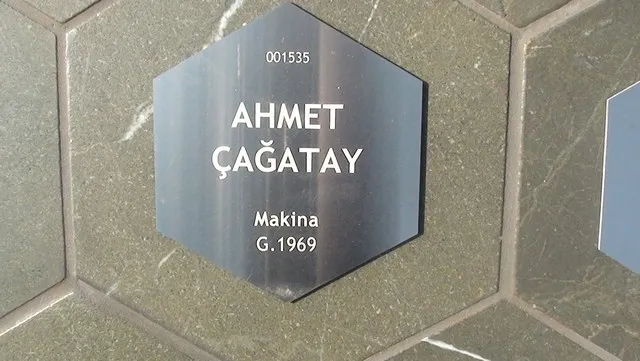 001535
AHMET
ÇAĞATAY
Makina
G.1969